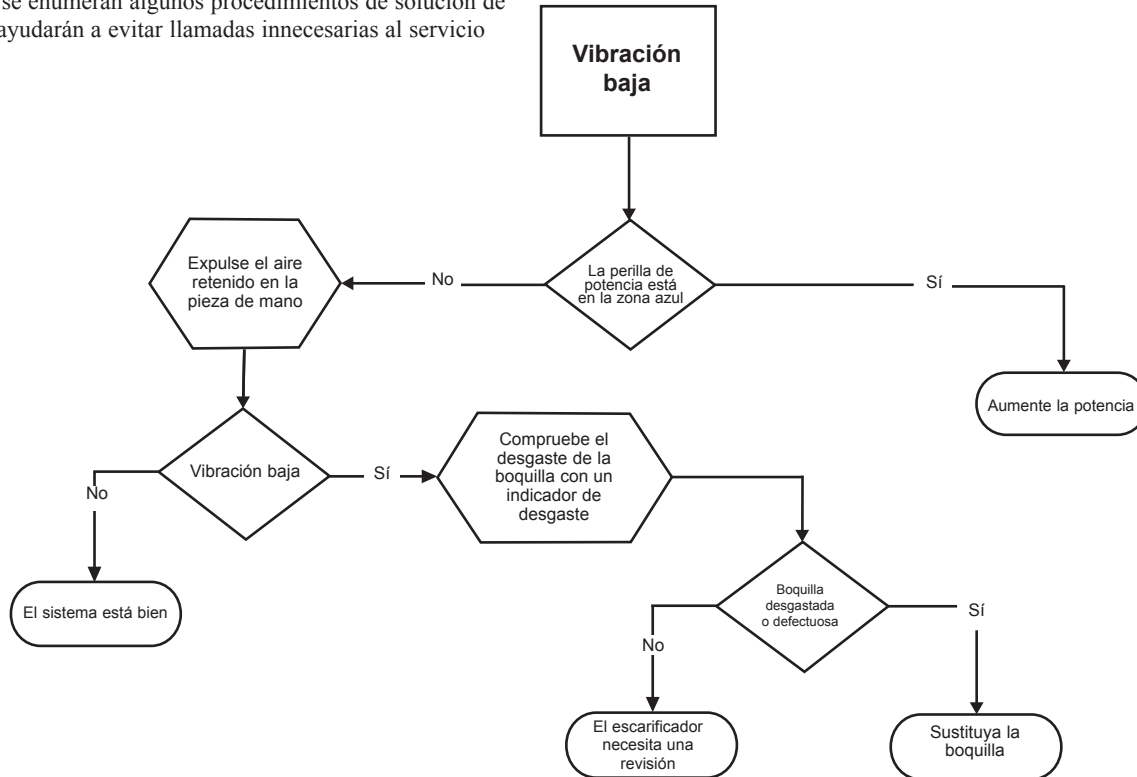 se enumeran algunos procedimientos de solución de
ayudarán a evitar llamadas innecesarias al servicio
Vibración
baja
La perilla de
potencia está
en la zona azul
No
Sí
Expulse el aire
retenido en la
pieza de mano
Aumente la potencia
Vibración baja
No
Sí
Compruebe el
desgaste de la
boquilla con un
indicador de
desgaste
El sistema está bien
Boquilla
desgastada
o defectuosa
No
Sí
El escarificador
necesita una
revisión
Sustituya la
boquilla